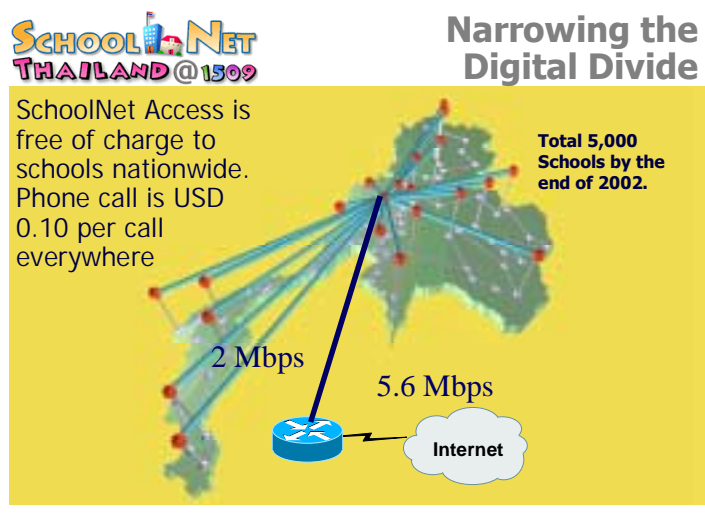 SCHOOL NET
THAILAND@1509
Narrowing the
Digital Divide
SchoolNet Access is
free of charge to
schools nationwide.
Phone call is USD
0.10 per call
everywhere
Total 5,000
Schools by the
end of 2002.
2 Mbps
5.6 Mbps
Internet